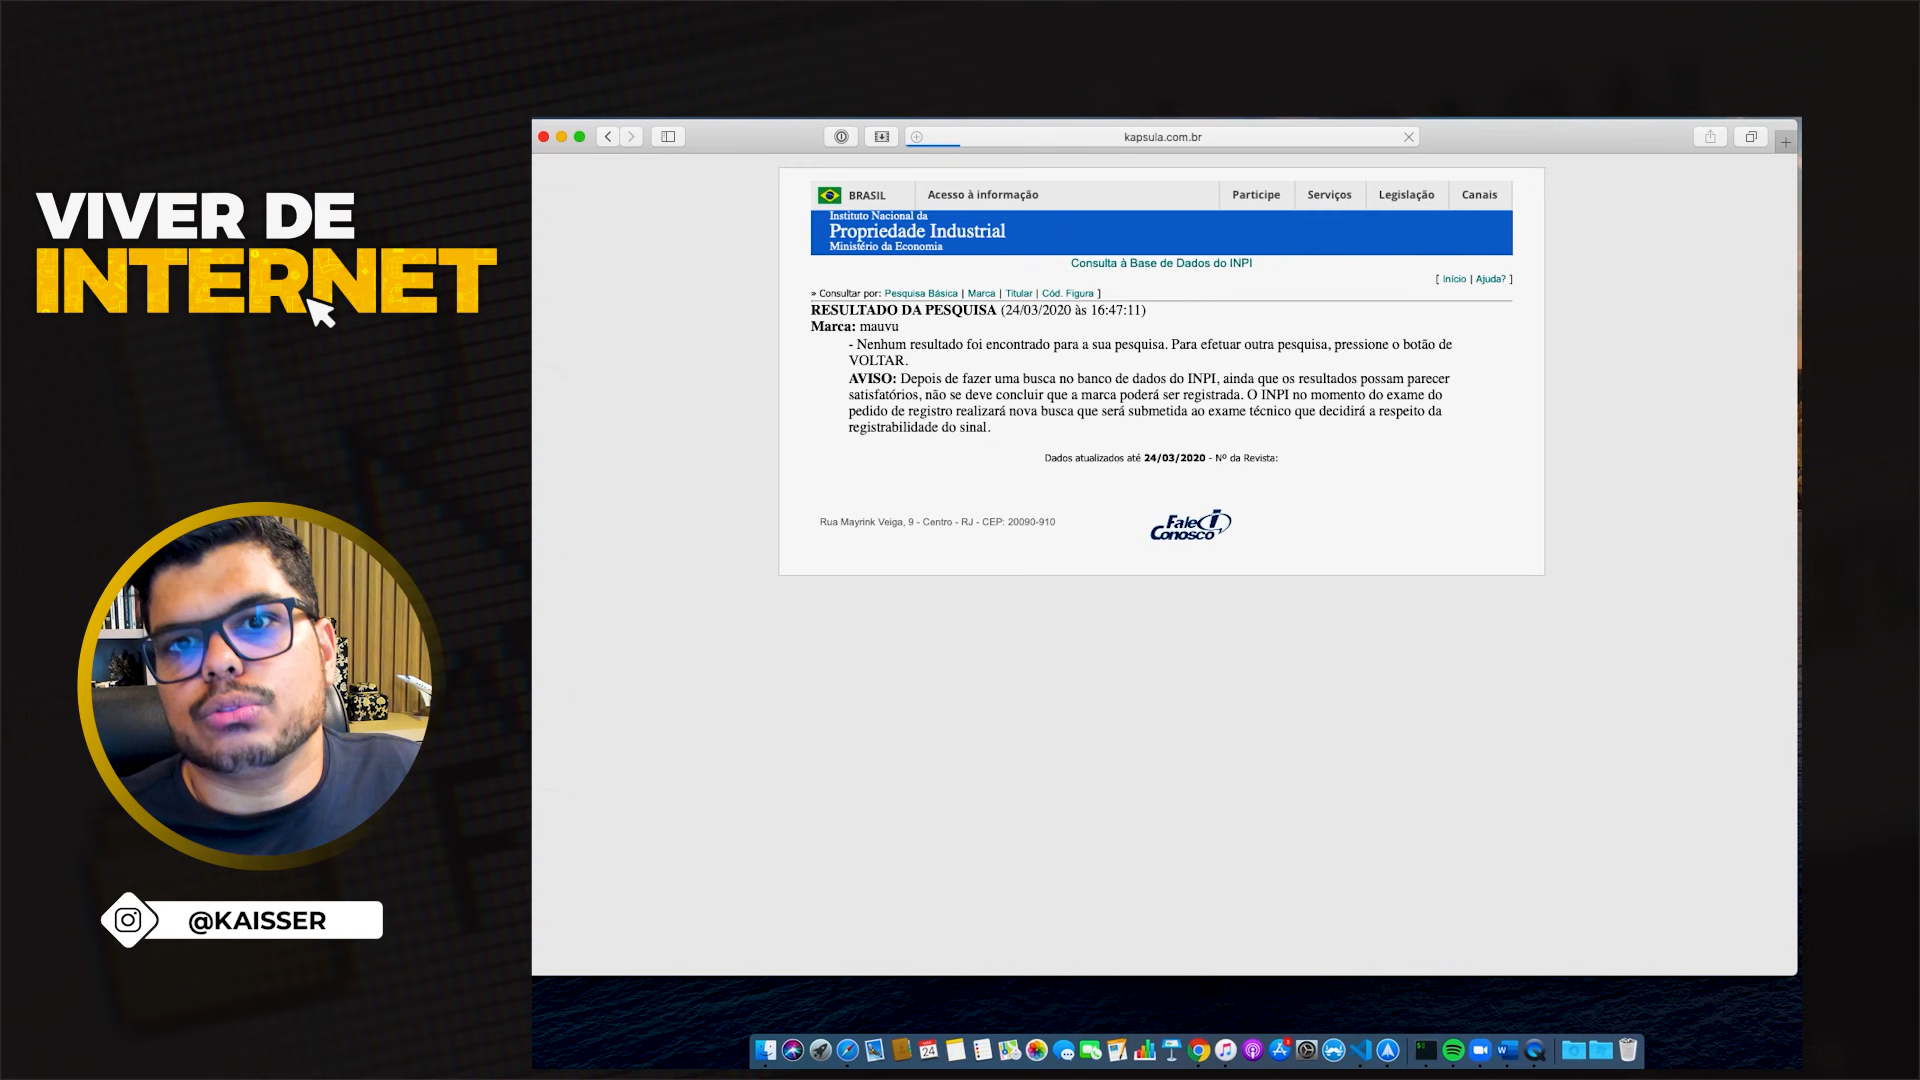 VIVER DE
INTERNET
@KAISSER
kapsula.com.br
BRASIL
Acesso à informação
Participe
Serviços
Legislação
Canais
Instituto Nacional da
Propriedade Industrial
Ministério da Economia
Consulta à Base de Dados do INPI
[ Início | Ajuda? ]
» Consultar por: Pesquisa Básica | Marca | Titular | Cód. Figura ]
RESULTADO DA PESQUISA (24/03/2020 às 16:47:11)
Marca: mauvu
- Nenhum resultado foi encontrado para a sua pesquisa. Para efetuar outra pesquisa, pressione o botão de
VOLTAR.
AVISO: Depois de fazer uma busca no banco de dados do INPI, ainda que os resultados possam parecer
satisfatórios, não se deve concluir que a marca poderá ser registrada. O INPI no momento do exame do
pedido de registro realizará nova busca que será submetida ao exame técnico que decidirá a respeito da
registrabilidade do sinal.
Dados atualizados até 24/03/2020 - Nº da Revista:
Rua Mayrink Veiga, 9 - Centro - RJ - CEP: 20090-910
Fale
Conosco
24